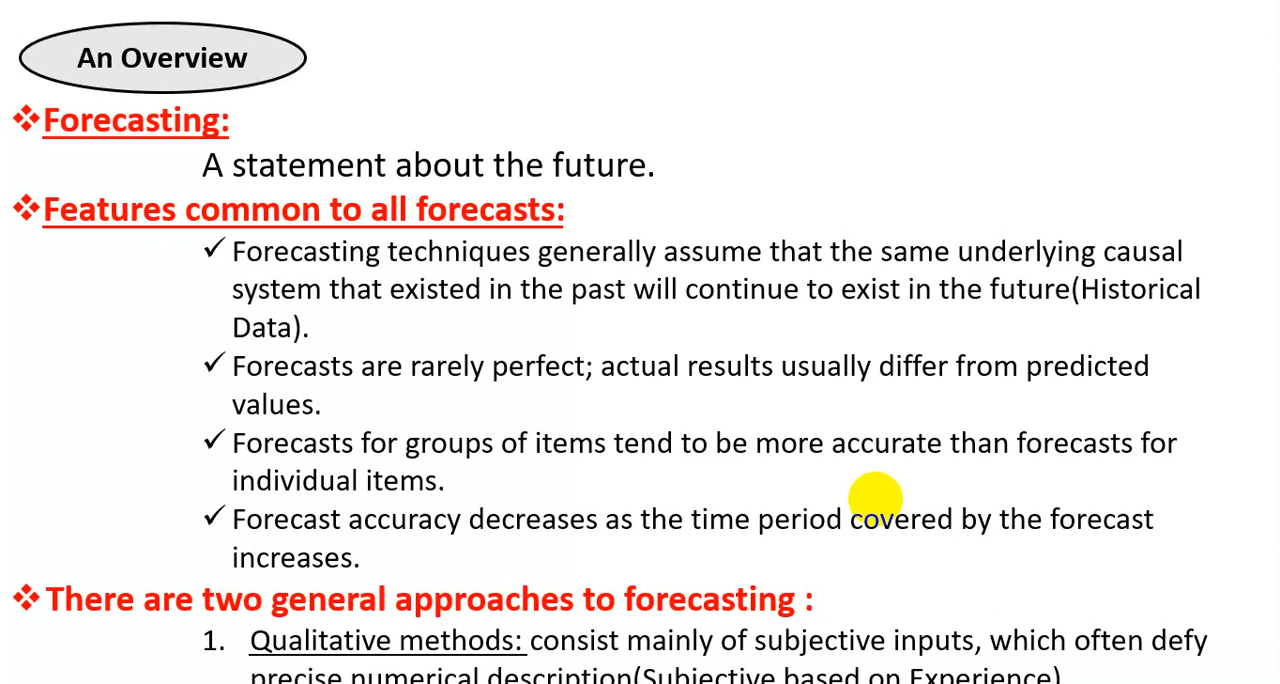 An Overview
❖Forecasting:
A statement about the future.
❖Features common to all forecasts:
✓ Forecasting techniques generally assume that the same underlying causal
system that existed in the past will continue to exist in the future(Historical
Data).
✓ Forecasts are rarely perfect; actual results usually differ from predicted
values.
✓ Forecasts for groups of items tend to be more accurate than forecasts for
individual items.
✓ Forecast accuracy decreases as the time period covered by the forecast
increases.
❖There are two general approaches to forecasting :
1. Qualitative methods: consist mainly of subjective inputs, which often defy
precise numerical description(Subjective based on Experience)